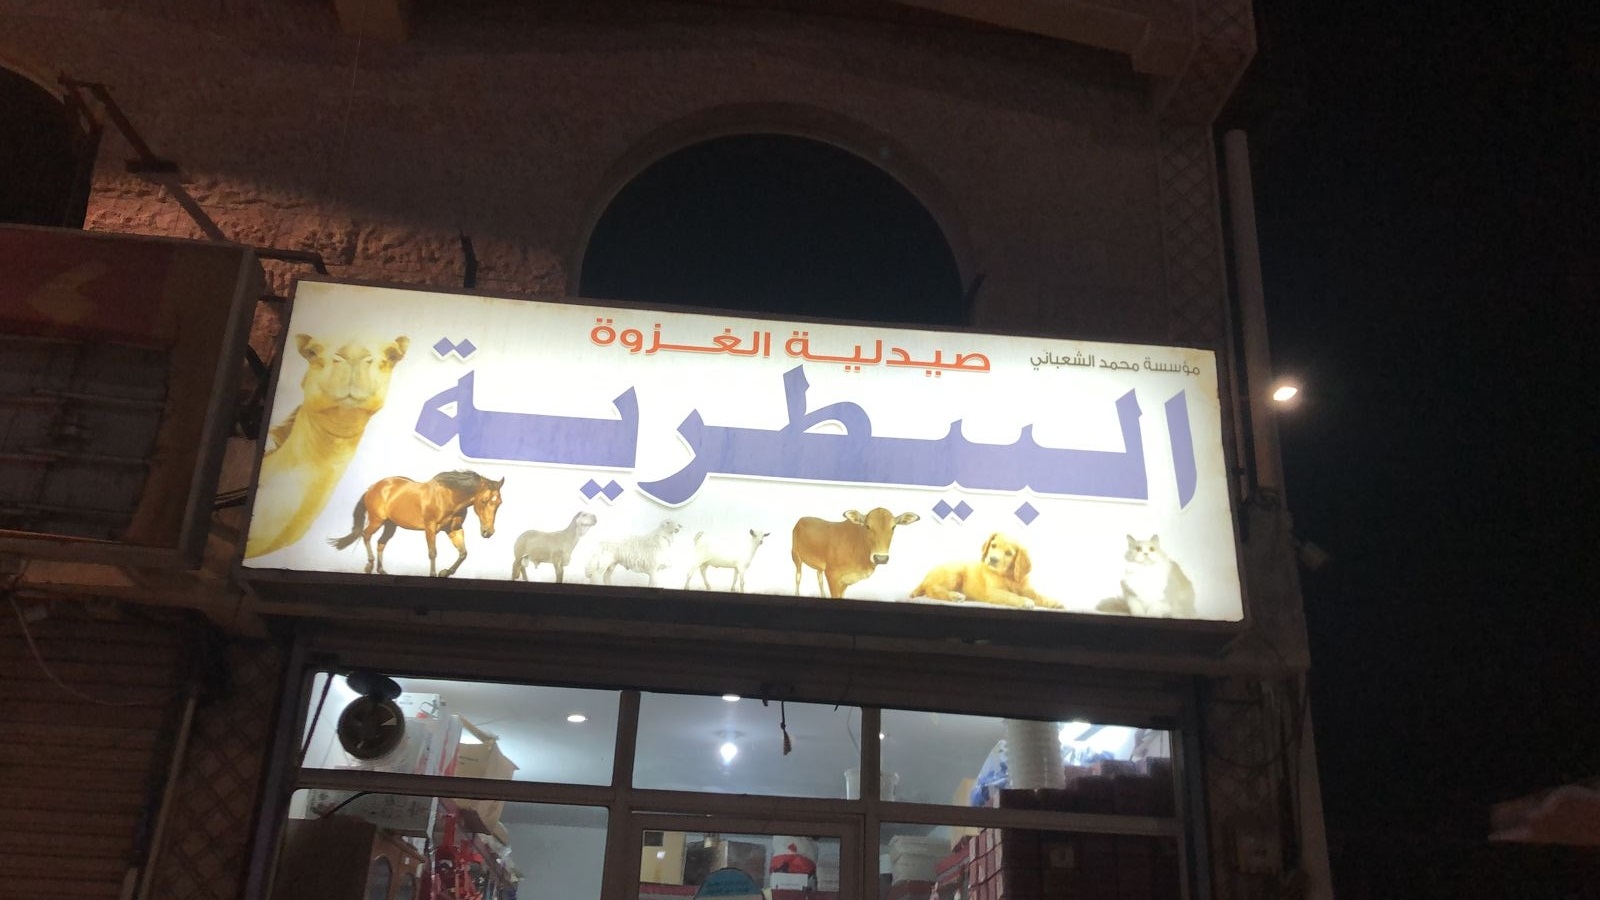 مؤسسة محمد الشعباني
صيدلية الغزوة
البيطرية